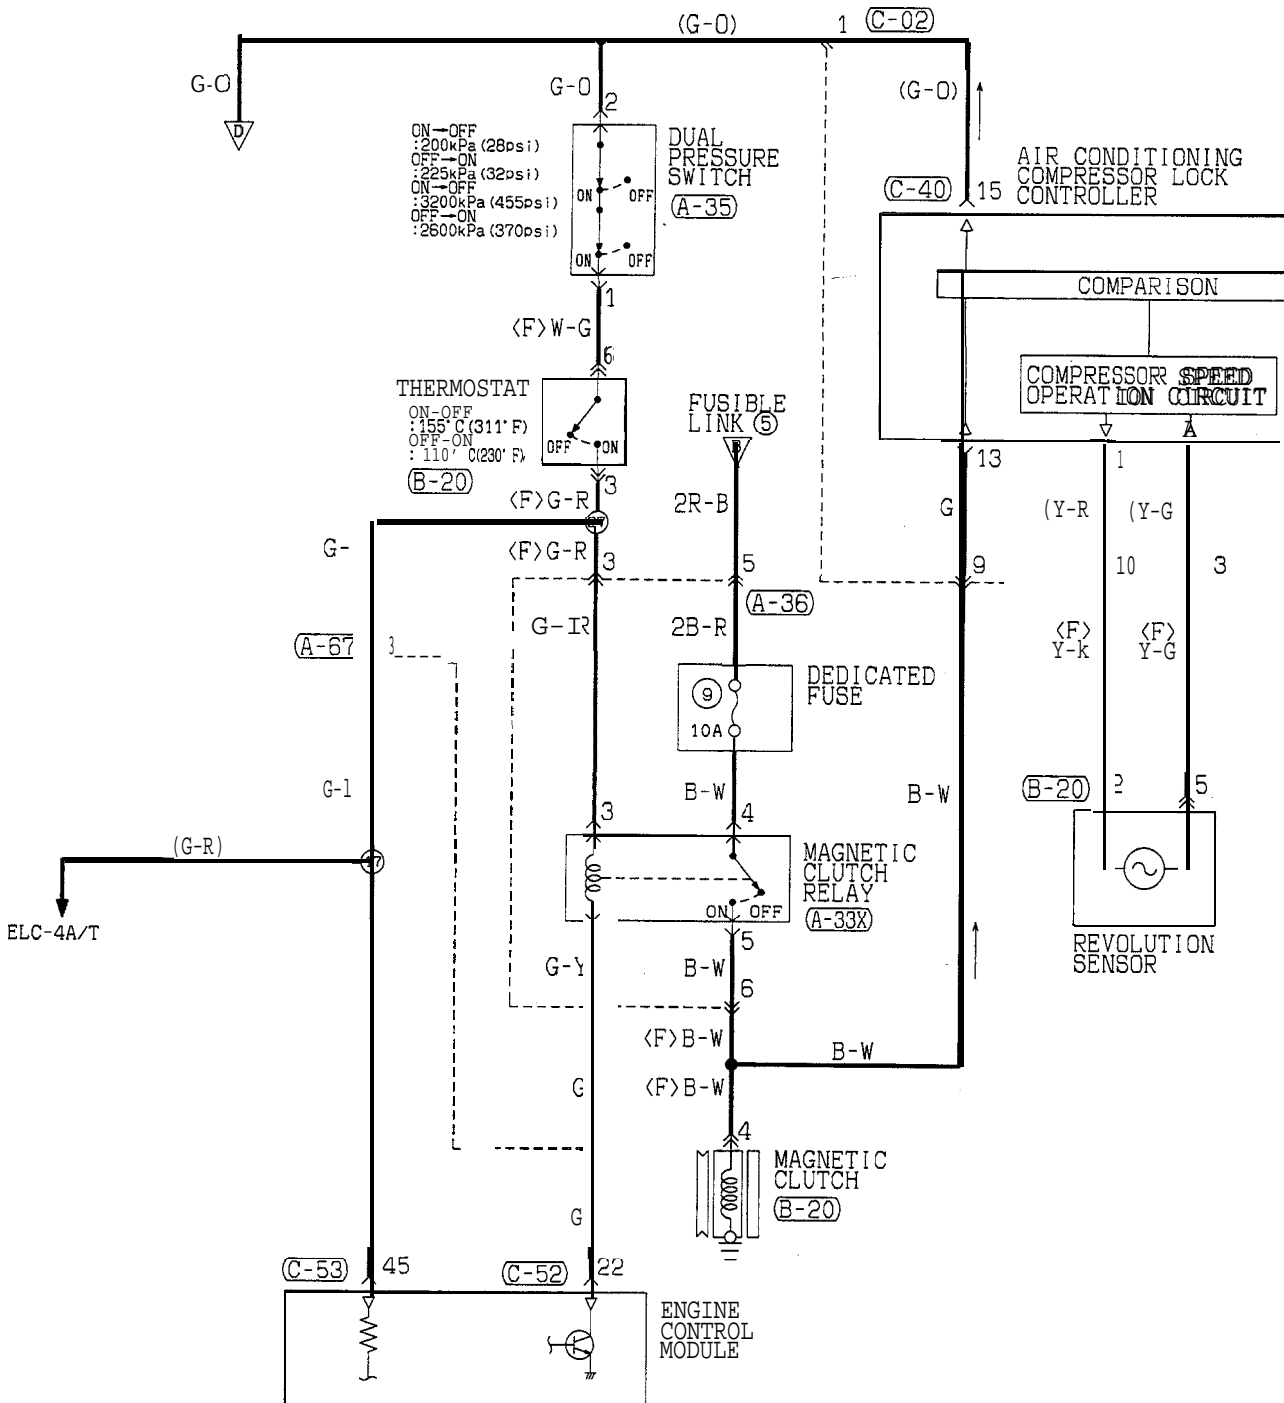 (G-O)
1
C-02
G-O
D
G-O
2
(G-O)
ON→OFF
:200kPa (28psi)
OFF→ON
:225kPa (32psi)
ON→OFF
:3200kPa (455psi)
OFF→ON
:2600kPa (370psi)
ON
OFF
ON
OFF
DUAL
PRESSURE
SWITCH
A-35
C-40
15
AIR CONDITIONING
COMPRESSOR LOCK
CONTROLLER
COMPARISON
COMPRESSOR SPEED
OPERATION CIRCUIT
1
<F>W-G
6
THERMOSTAT
ON-OFF
:155°C (311°F)
OFF-ON
: 110' C(230° F)
B-20
OFF
ON
3
<F>G-R
FUSIBLE
LINK ⑤
2R-B
13
1
G
(Y-R
(Y-G
G-
<F>G-R
3
5
9
10
3
A-36
G-IR
2B-R
A-67
<F>
Y-k
<F>
Y-G
9
10A
DEDICATED
FUSE
G-1
B-W
B-W
B-20
5
3
4
(G-R)
ELC-4A/T
MAGNETIC
CLUTCH
RELAY
A-33X
ON
OFF
5
REVOLUTION
SENSOR
G-Y
B-W
6
<F>B-W
B-W
G
<F>B-W
4
MAGNETIC
CLUTCH
B-20
G
C-53
45
C-52
22
ENGINE
CONTROL
MODULE